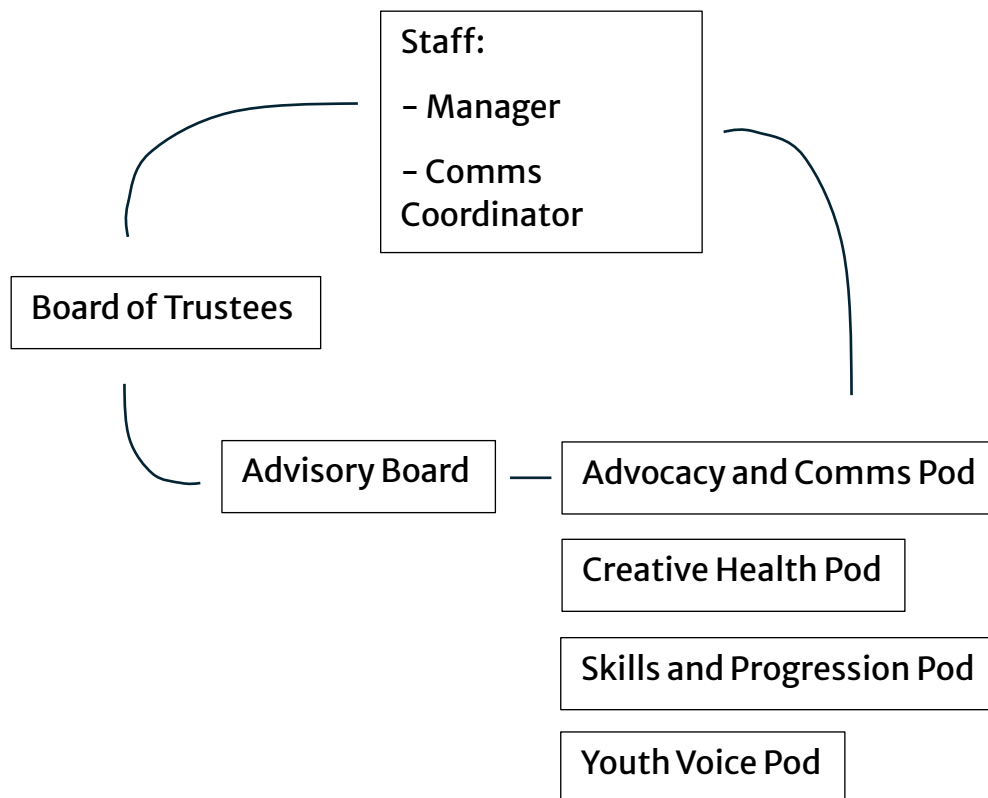 Staff:
– Manager
– Comms
Coordinator
Board of Trustees
Advisory Board
Advocacy and Comms Pod
Creative Health Pod
Skills and Progression Pod
Youth Voice Pod